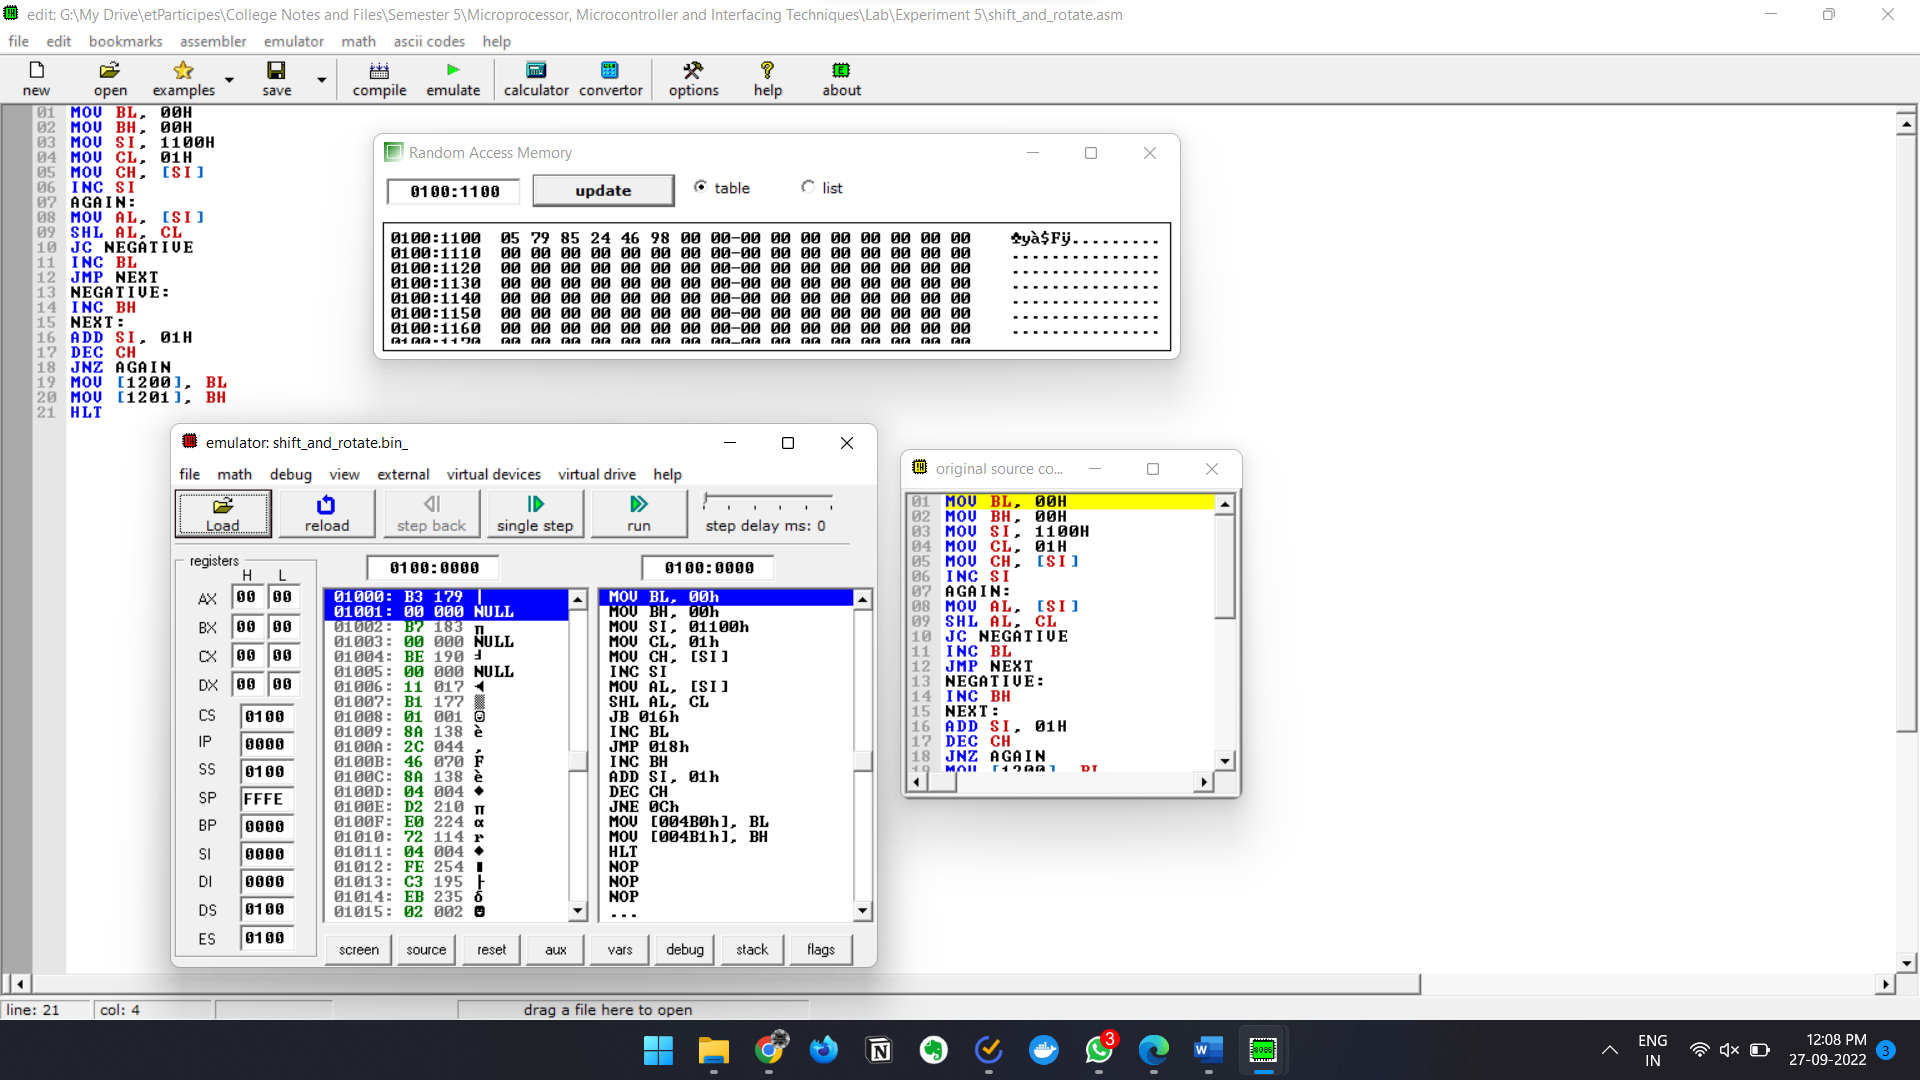 edit: G:\My Drive\etParticipes\College Notes and Files\Semester 5\Microprocessor, Microcontroller and Interfacing Techniques\Lab\Experiment 5\shift_and_rotate.asm
file edit bookmarks assembler emulator math ascii codes help
new open examples save compile emulate calculator convertor options help about
01 MOV BL, 00H
02 MOV BH, 00H
03 MOV SI, 1100H
04 MOV CL, 01H
05 MOV CH, [SI]
06 INC SI
07 AGAIN:
08 MOV AL, [SI]
09 SHL AL, CL
10 JC NEGATIVE
11 INC BL
12 JMP NEXT
13 NEGATIVE:
14 INC BH
15 NEXT:
16 ADD SI, 01H
17 DEC CH
18 JNZ AGAIN
19 MOV [1200], BL
20 MOV [1201], BH
21 HLT
Random Access Memory
0100:1100 update table list
0100:1100 05 79 85 24 46 98 00 00-00 00 00 00 00 00 00 00 ♣yà$Fÿ.........
0100:1110 00 00 00 00 00 00 00 00-00 00 00 00 00 00 00 00 ...............
0100:1120 00 00 00 00 00 00 00 00-00 00 00 00 00 00 00 00 ...............
0100:1130 00 00 00 00 00 00 00 00-00 00 00 00 00 00 00 00 ...............
0100:1140 00 00 00 00 00 00 00 00-00 00 00 00 00 00 00 00 ...............
0100:1150 00 00 00 00 00 00 00 00-00 00 00 00 00 00 00 00 ...............
0100:1160 00 00 00 00 00 00 00 00-00 00 00 00 00 00 00 00 ...............
0100:1170 00 00 00 00 00 00 00 00-00 00 00 00 00 00 00 00
emulator: shift_and_rotate.bin_
file math debug view external virtual devices virtual drive help
Load reload step back single step run step delay ms: 0
registers
H L
AX 00 00
BX 00 00
CX 00 00
DX 00 00
CS 0100
IP 0000
SS 0100
SP FFFE
BP 0000
SI 0000
DI 0000
DS 0100
ES 0100
0100:0000
01000: B3 179 |
01001: 00 000 NULL
01002: B7 183 ╖
01003: 00 000 NULL
01004: BE 190 ╛
01005: 00 000 NULL
01006: 11 017 ◄
01007: B1 177 ▒
01008: 01 001 ☺
01009: 8A 138 è
0100A: 2C 044 ,
0100B: 46 070 F
0100C: 8A 138 è
0100D: 04 004 ♦
0100E: D2 210 ╥
0100F: E0 224 α
01010: 72 114 r
01011: 04 004 ♦
01012: FE 254 ■
01013: C3 195 ├
01014: EB 235 δ
01015: 02 002 ☻
0100:0000
MOV BL, 00h
MOV BH, 00h
MOV SI, 01100h
MOV CL, 01h
MOV CH, [SI]
INC SI
MOV AL, [SI]
SHL AL, CL
JB 016h
INC BL
JMP 018h
INC BH
ADD SI, 01h
DEC CH
JNE 0Ch
MOV [004B0h], BL
MOV [004B1h], BH
HLT
NOP
NOP
NOP
...
screen source reset aux vars debug stack flags
original source co...
01 MOV BL, 00H
02 MOV BH, 00H
03 MOV SI, 1100H
04 MOV CL, 01H
05 MOV CH, [SI]
06 INC SI
07 AGAIN:
08 MOV AL, [SI]
09 SHL AL, CL
10 JC NEGATIVE
11 INC BL
12 JMP NEXT
13 NEGATIVE:
14 INC BH
15 NEXT:
16 ADD SI, 01H
17 DEC CH
18 JNZ AGAIN
19 MOV [1200], BL
line: 21 col: 4 drag a file here to open
3
ENG
IN
12:08 PM
27-09-2022
3